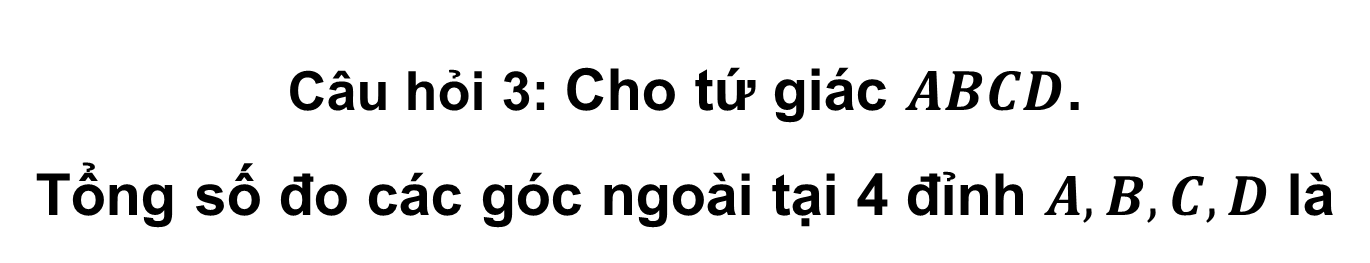 Câu hỏi 3: Cho tứ giác ABCD.
Tổng số đo các góc ngoài tại 4 đỉnh A, B, C, D là